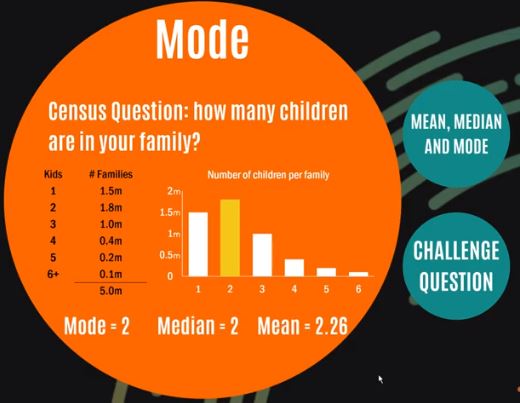 Mode
Census Question: how many children
are in your family?
Kids # Families
1 1.5m
2 1.8m
3 1.0m
4 0.4m
5 0.2m
6+ 0.1m
5.0m
Number of children per family
2m
1.5m
1m
0.5m
0
1 2 3 4 5 6
Mode = 2 Median = 2 Mean = 2.26
MEAN, MEDIAN
AND MODE
CHALLENGE
QUESTION